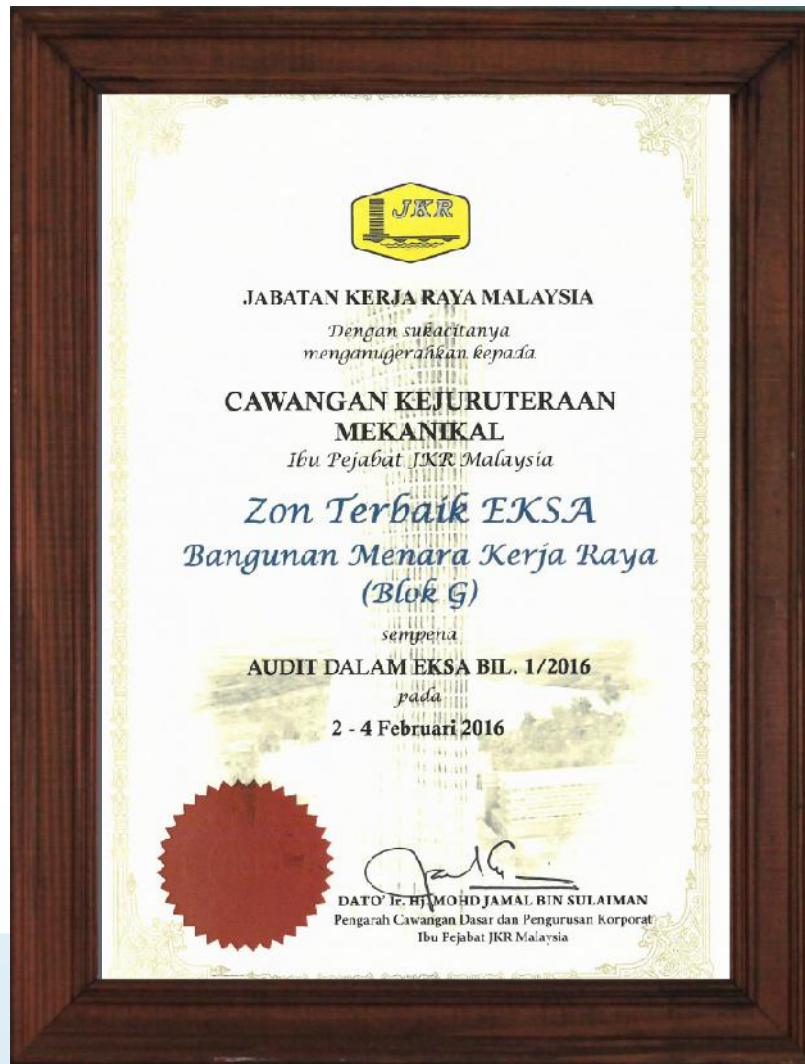 JKR
JABATAN KERJA RAYA MALAYSIA
Dengan sukacitanya
menganugerahkan kepada
CAWANGAN KEJURUTERAAN
MEKANIKAL
Ibu Pejabat JKR Malaysia
Zon Terbaik EKSA
Bangunan Menara Kerja Raya
(Blok G)
sempena
AUDIT DALAM EKSA BIL. 1/2016
pada
2 - 4 Februari 2016
DATO' Ir. HJ. MOHD JAMAL BIN SULAIMAN
Pengarah Cawangan Dasar dan Pengurusan Korporat
Ibu Pejabat JKR Malaysia